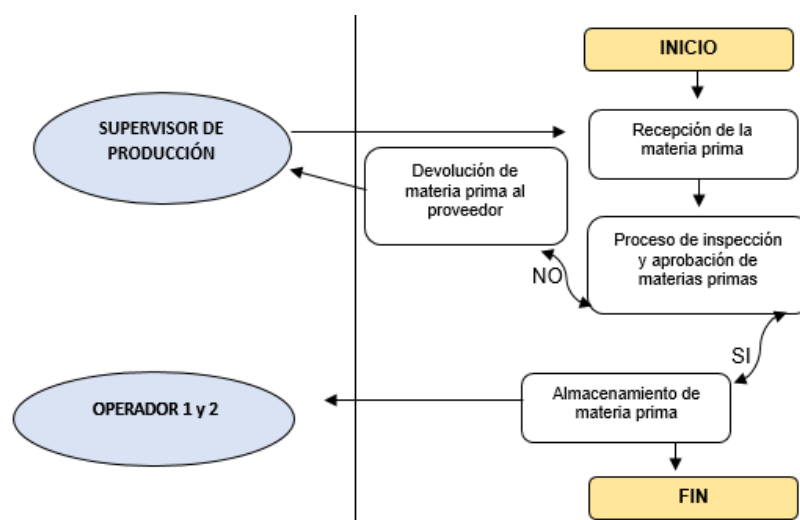 INICIO
SUPERVISOR DE
PRODUCCIÓN
Recepción de la
materia prima
Devolución de
materia prima al
proveedor
Proceso de inspección
y aprobación de
materias primas
NO
SI
OPERADOR 1 y 2
Almacenamiento de
materia prima
FIN